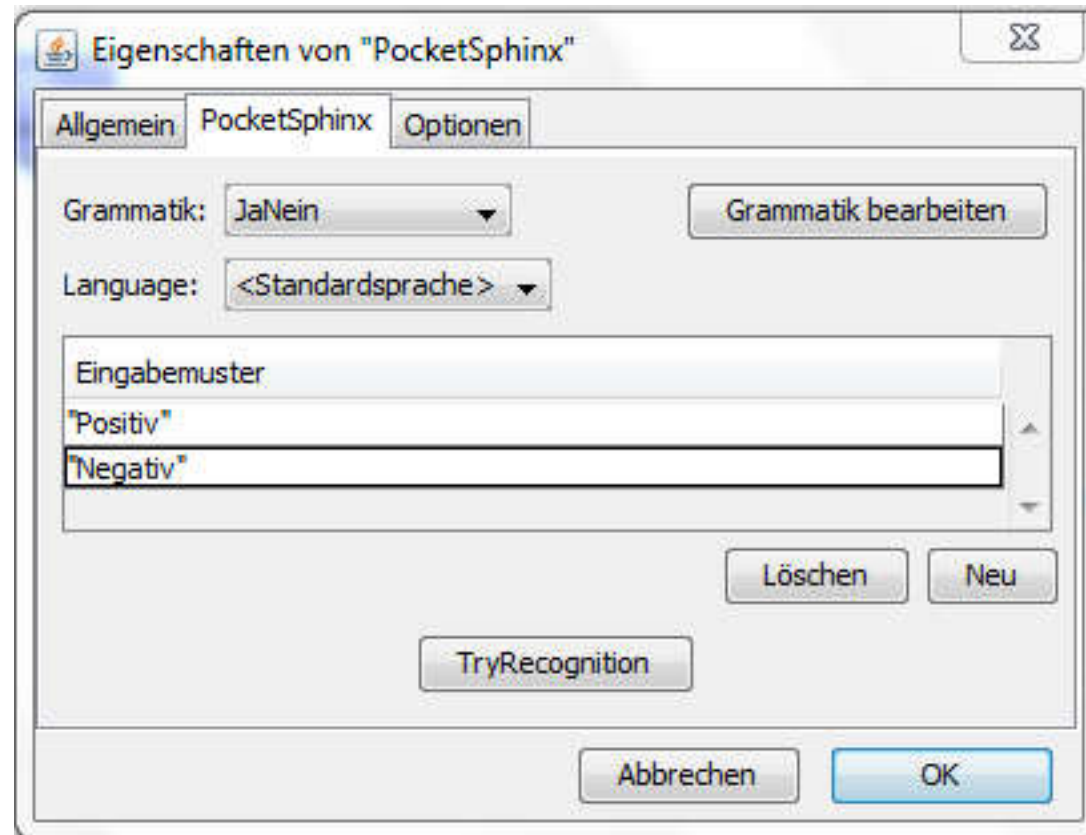 Eigenschaften von "PocketSphinx"
Allgemein PocketSphinx Optionen
Grammatik: JaNein Grammatik bearbeiten
Language: <Standardsprache>
Eingabemuster
"Positiv"
"Negativ"
Löschen Neu
TryRecognition
Abbrechen OK